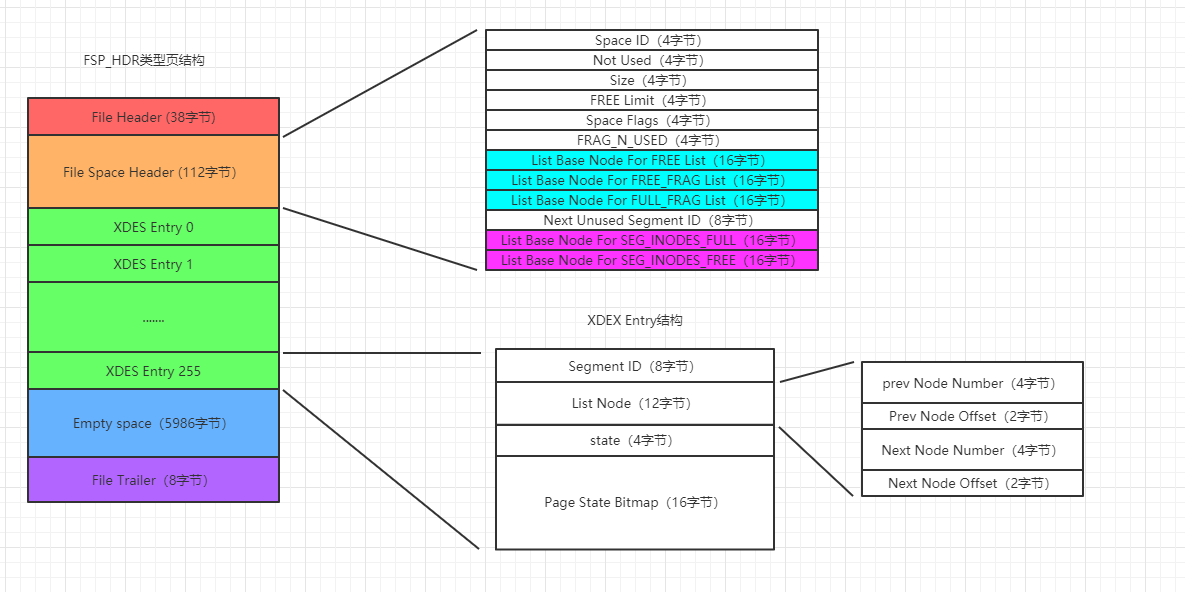 FSP_HDR类型页结构
File Header (38字节)
File Space Header (112字节)
XDES Entry 0
XDES Entry 1
.......
XDES Entry 255
Empty space（5986字节）
File Trailer（8字节）
Space ID（4字节）
Not Used（4字节）
Size（4字节）
FREE Limit（4字节）
Space Flags（4字节）
FRAG_N_USED（4字节）
List Base Node For FREE List（16字节）
List Base Node For FREE_FRAG List（16字节）
List Base Node For FULL_FRAG List（16字节）
Next Unused Segment ID（8字节）
List Base Node For SEG_INODES_FULL（16字节）
List Base Node For SEG_INODES_FREE（16字节）
XDEX Entry结构
Segment ID（8字节）
List Node（12字节）
state（4字节）
Page State Bitmap（16字节）
prev Node Number（4字节）
Prev Node Offset（2字节）
Next Node Number（4字节）
Next Node Offset（2字节）